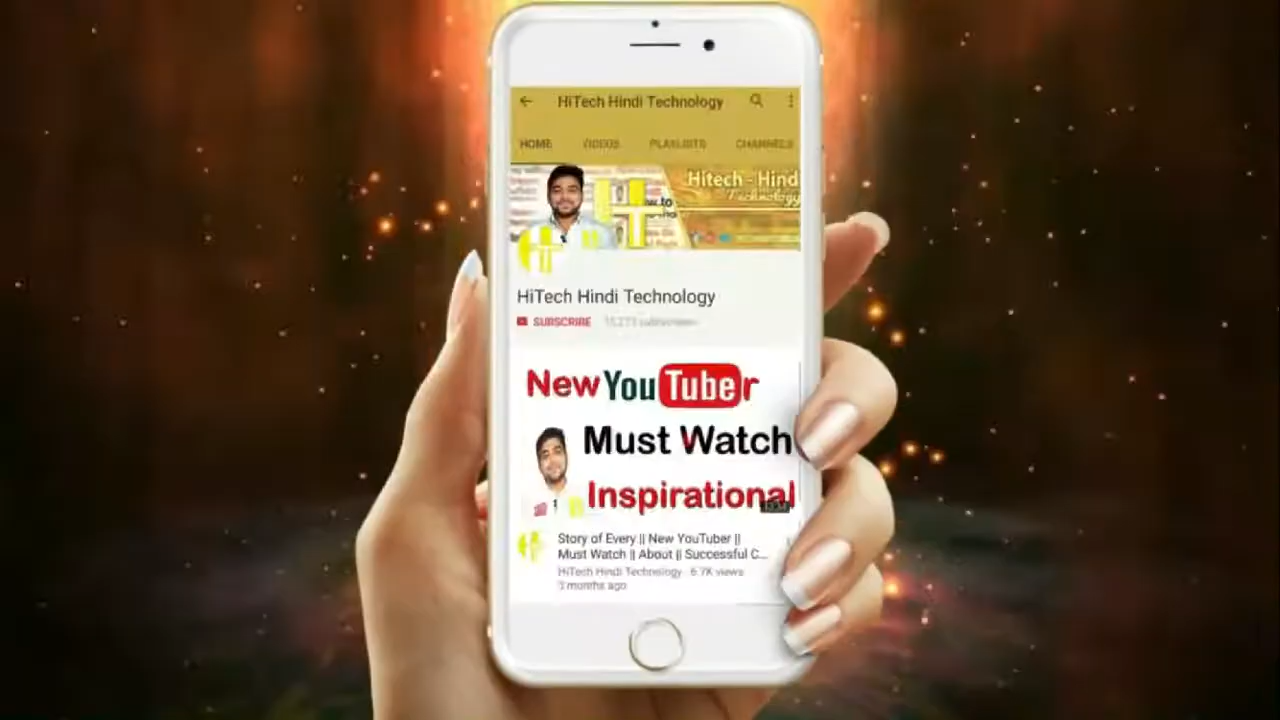 HiTech Hindi Technology
HOME VIDEOS PLAYLISTS CHANNELS
Hitech - Hind
Technology
HiTech Hindi Technology
SUBSCRIBE
New YouTuber
Must Watch
Inspirational
Story of Every || New YouTuber ||
Must Watch || About || Successful C...
HiTech Hindi Technology · 6.7K views
3 months ago